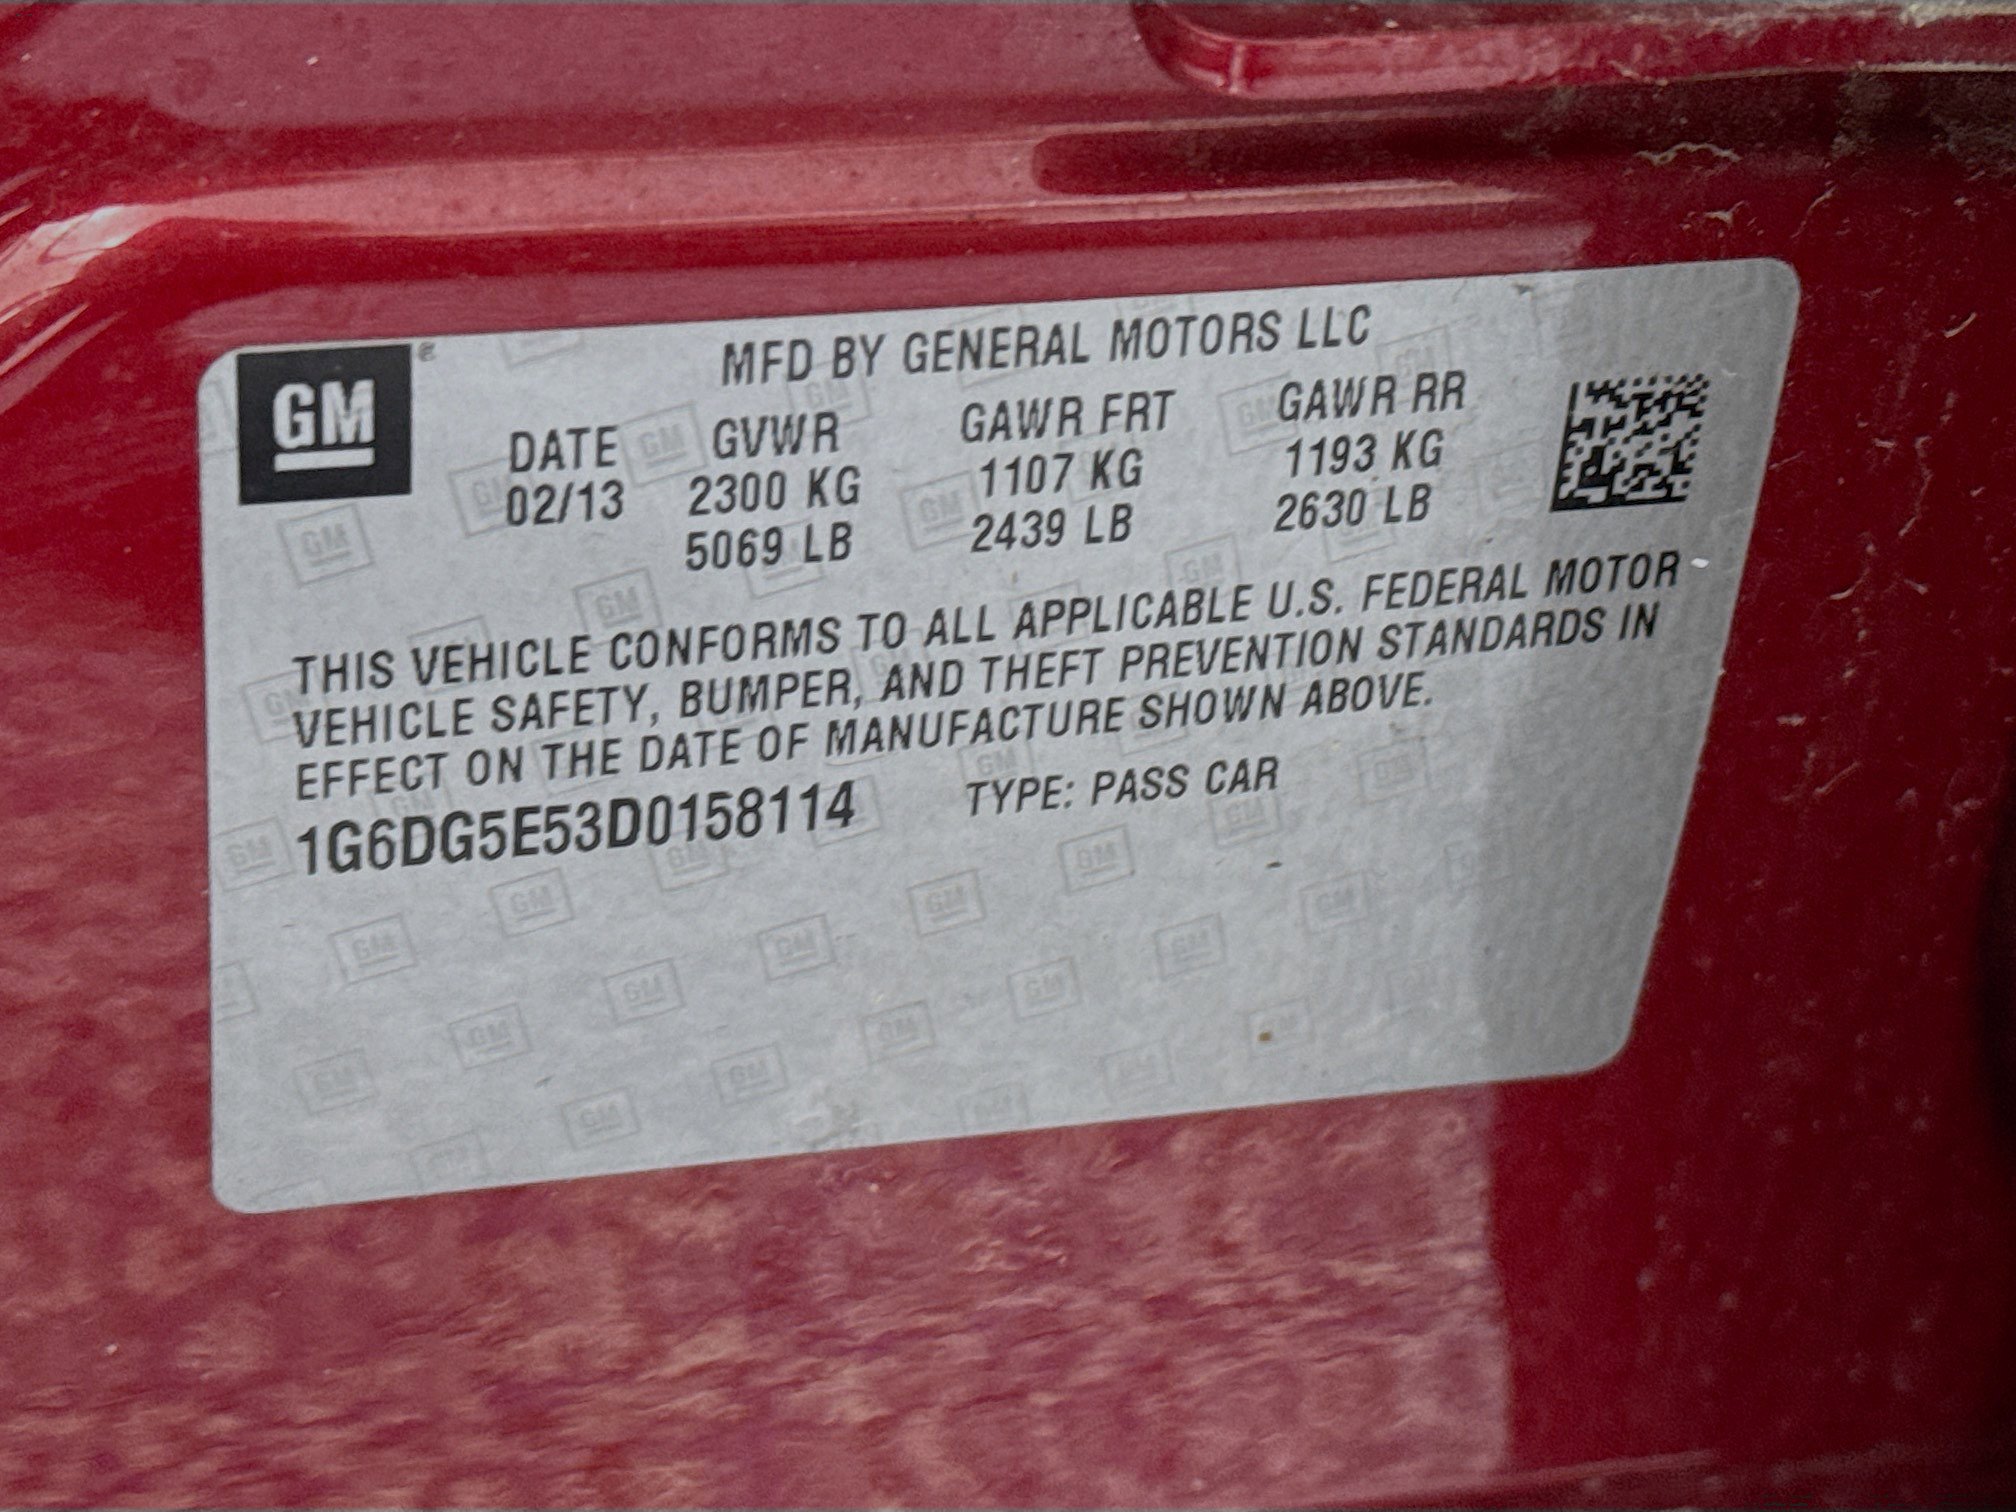 GM
MFD BY GENERAL MOTORS LLC
DATE GVWR GAWR FRT GAWR RR
02/13 2300 KG 1107 KG 1193 KG
5069 LB 2439 LB 2630 LB
THIS VEHICLE CONFORMS TO ALL APPLICABLE U.S. FEDERAL MOTOR
VEHICLE SAFETY, BUMPER, AND THEFT PREVENTION STANDARDS IN
EFFECT ON THE DATE OF MANUFACTURE SHOWN ABOVE.
1G6DG5E53D0158114 TYPE: PASS CAR